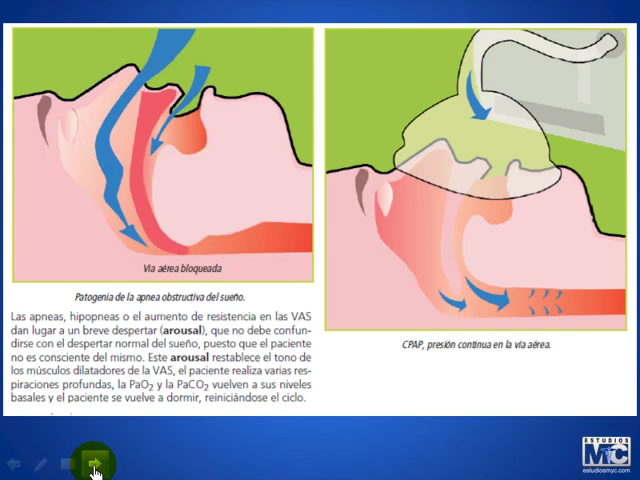 Vía aérea bloqueada
Patogenia de la apnea obstructiva del sueño.
Las apneas, hipopneas o el aumento de resistencia en las VAS
dan lugar a un breve despertar (arousal), que no debe confun-
dirse con el despertar normal del sueño, puesto que el paciente
no es consciente del mismo. Este arousal restablece el tono de
los músculos dilatadores de la VAS, el paciente realiza varias res-
piraciones profundas, la PaO2 y la PaCO2 vuelven a sus niveles
basales y el paciente se vuelve a dormir, reiniciándose el ciclo.
CPAP, presión continua en la vía aérea.
ESTUDIOS
MC
estudiosmyc.com